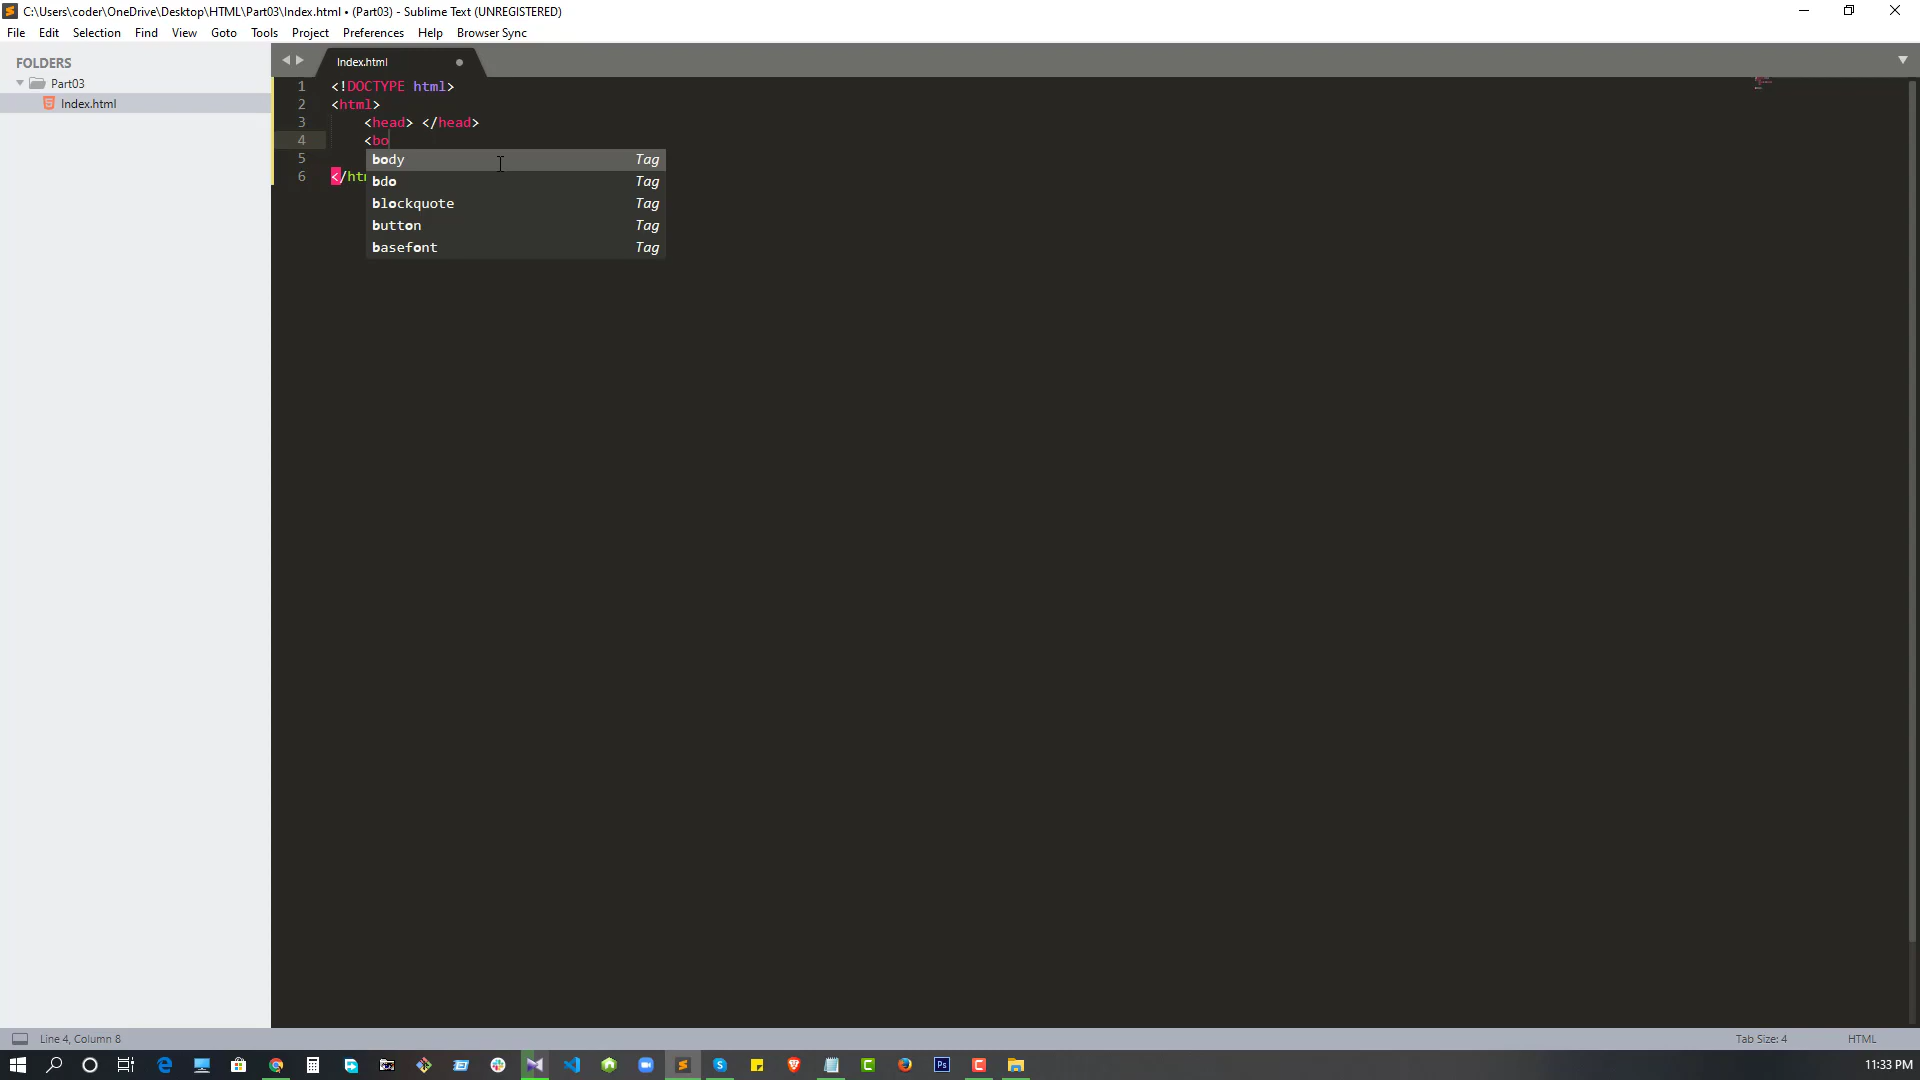 C:\Users\coder\OneDrive\Desktop\HTML\Part03\Index.html • (Part03) - Sublime Text (UNREGISTERED)
File Edit Selection Find View Goto Tools Project Preferences Help Browser Sync
FOLDERS
Part03
Index.html
Index.html
1 <!DOCTYPE html>
2 <html>
3 <head> </head>
4 <bo
5
6 </htm
body Tag
bdo Tag
blockquote Tag
button Tag
basefont Tag
Line 4, Column 8
Tab Size: 4
HTML
11:33 PM